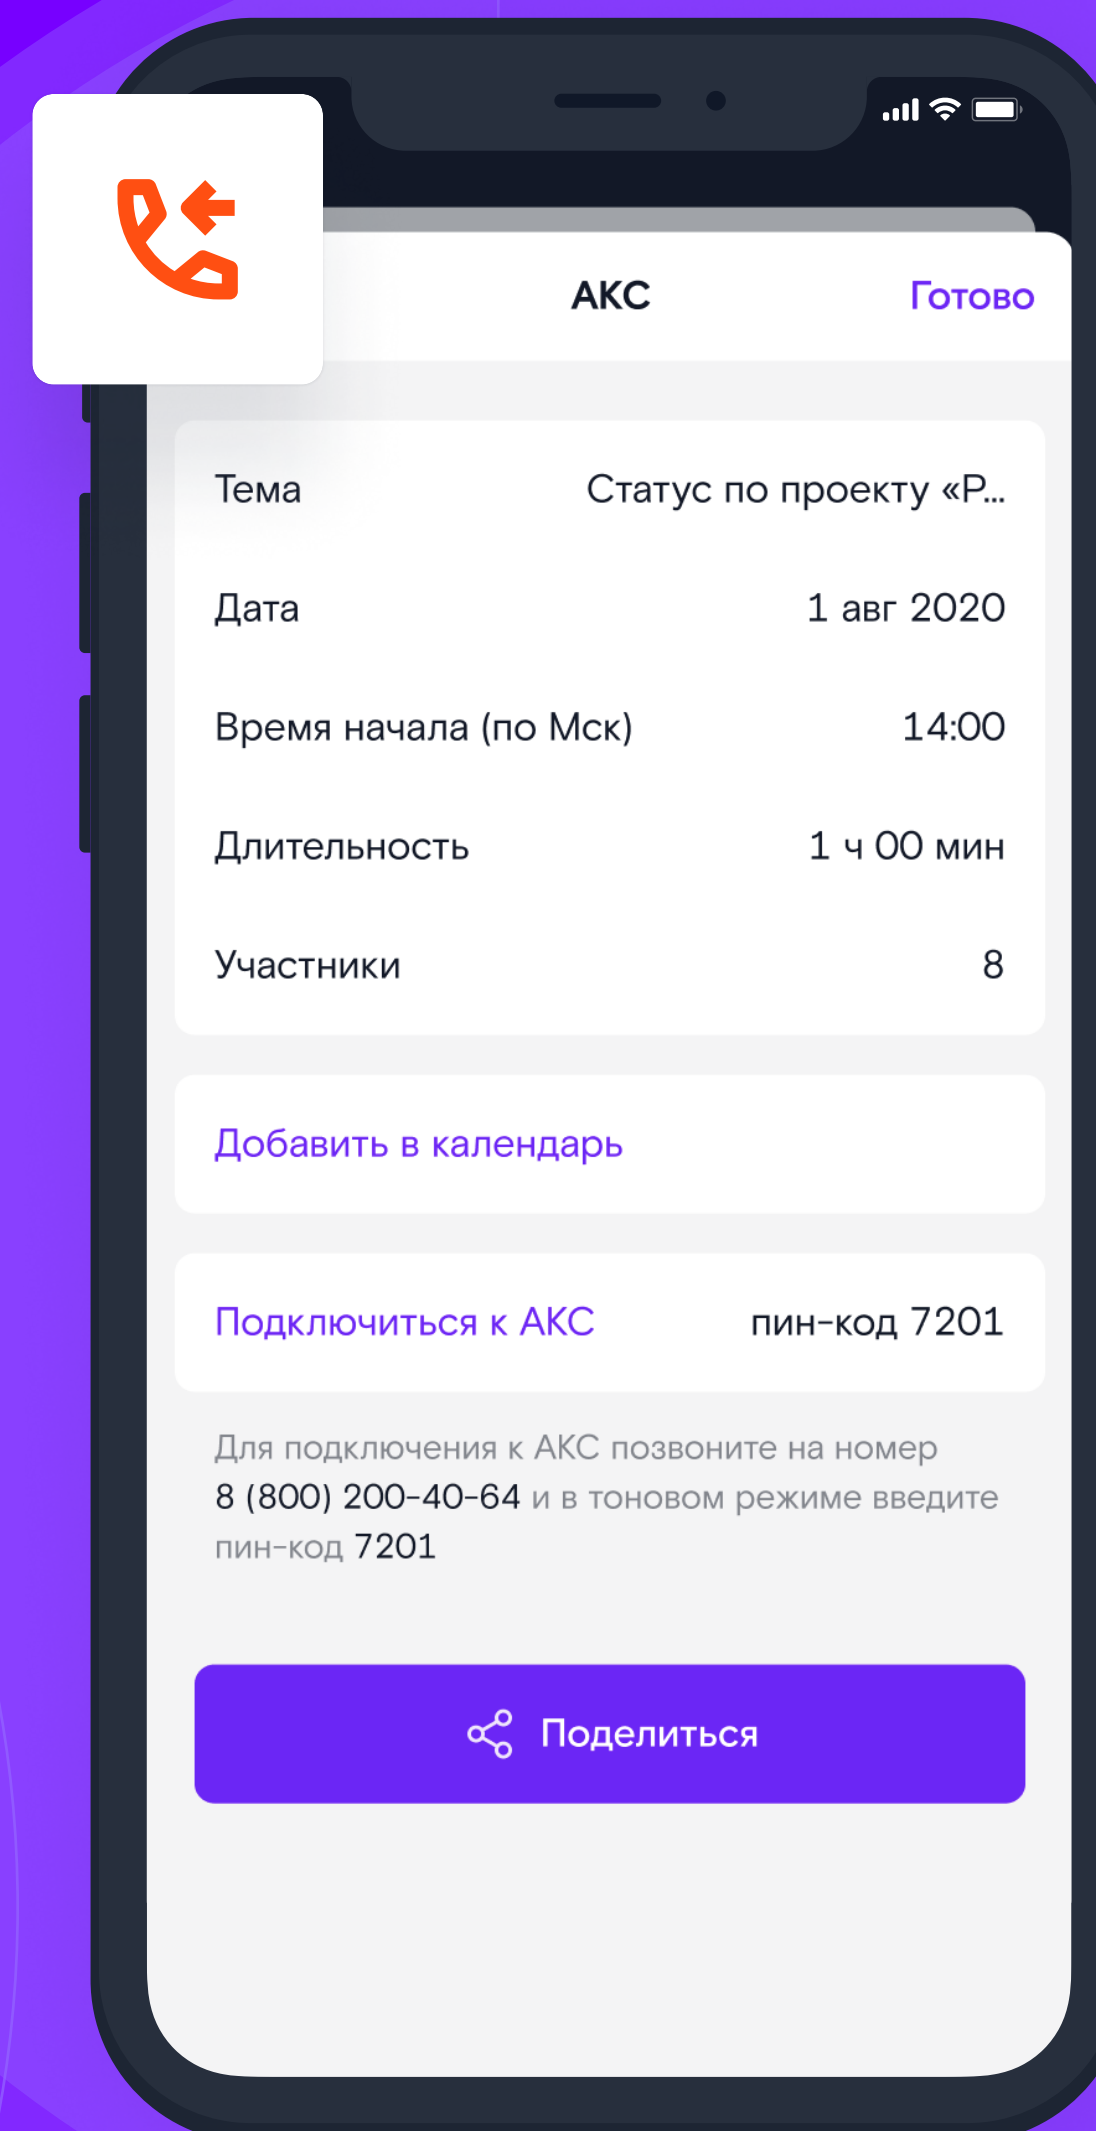 АКС
Готово
Тема Статус по проекту «Р...
Дата 1 авг 2020
Время начала (по Мск) 14:00
Длительность 1 ч 00 мин
Участники 8
Добавить в календарь
Подключиться к АКС пин-код 7201
Для подключения к АКС позвоните на номер
8 (800) 200-40-64 и в тоновом режиме введите
пин-код 7201
Поделиться